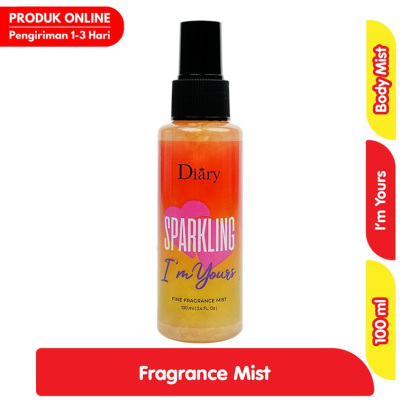 PRODUK ONLINE
Pengiriman 1-3 Hari
Body Mist
I'm Yours
100 ml
Diary
SPARKLING
I'm Yours
FINE FRAGRANCE MIST
100 ml (3.4 FL.Oz)
Fragrance Mist